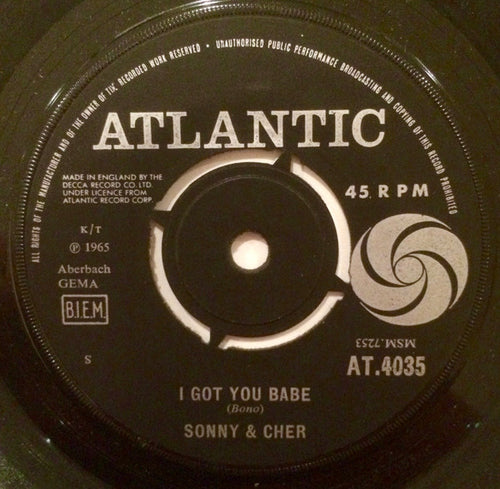 ALL RIGHTS OF THE MANUFACTURER AND OF THE OWNER OF THE RECORDED WORK RESERVED • UNAUTHORISED PUBLIC PERFORMANCE BROADCASTING AND COPYING OF THIS RECORD PROHIBITED
ATLANTIC
MADE IN ENGLAND BY THE
DECCA RECORD CO. LTD.
UNDER LICENCE FROM
ATLANTIC RECORD CORP.
45 R P M
K/T
℗ 1965
Aberbach
GEMA
B.I.E.M.
MSM.7253
S
AT.4035
I GOT YOU BABE
(Bono)
SONNY & CHER